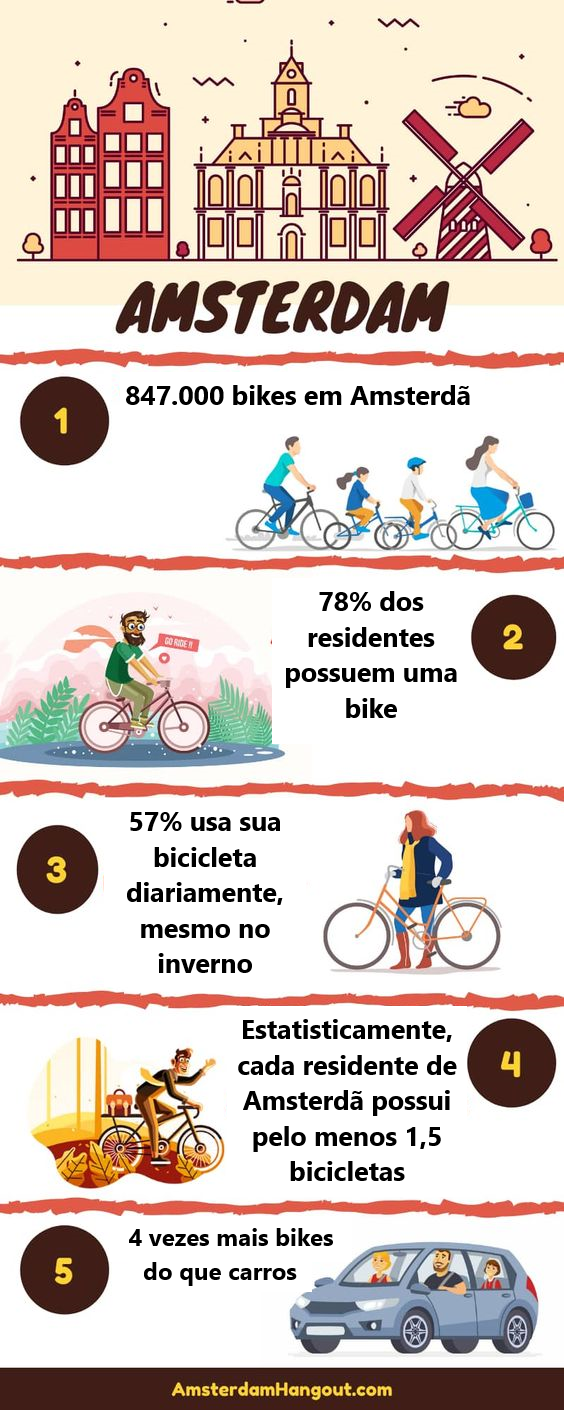 AMSTERDAM
1
847.000 bikes em Amsterdã
GO RIDE !!
78% dos
residentes
possuem uma
bike
2
3
57% usa sua
bicicleta
diariamente,
mesmo no
inverno
Estatisticamente,
cada residente de
Amsterdã possui
pelo menos 1,5
bicicletas
4
5
4 vezes mais bikes
do que carros
AmsterdamHangout.com